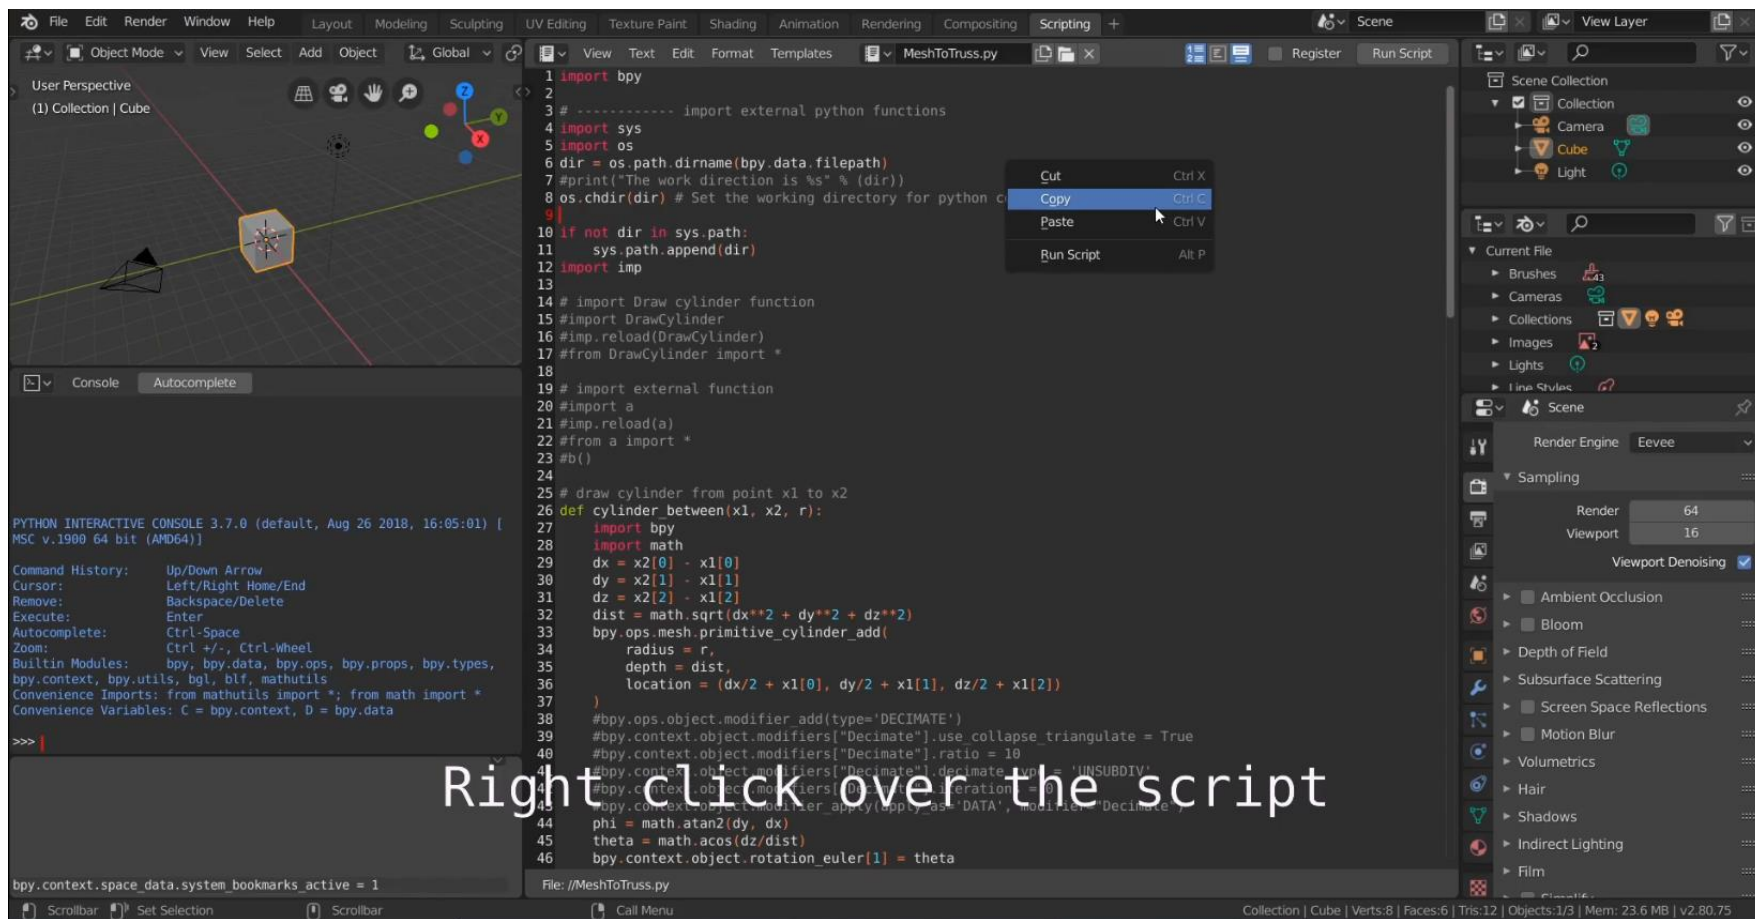 File Edit Render Window Help Layout Modeling Sculpting UV Editing Texture Paint Shading Animation Rendering Compositing Scripting + Scene View Layer
Object Mode View Select Add Object Global
User Perspective
(1) Collection | Cube
Z
Y
X
Console Autocomplete
PYTHON INTERACTIVE CONSOLE 3.7.0 (default, Aug 26 2018, 16:05:01) [
MSC v.1900 64 bit (AMD64)]
Command History: Up/Down Arrow
Cursor: Left/Right Home/End
Remove: Backspace/Delete
Execute: Enter
Autocomplete: Ctrl-Space
Zoom: Ctrl +/-, Ctrl-Wheel
Builtin Modules: bpy, bpy.data, bpy.ops, bpy.props, bpy.types,
bpy.context, bpy.utils, bgl, blf, mathutils
Convenience Imports: from mathutils import *; from math import *
Convenience Variables: C = bpy.context, D = bpy.data
>>>
bpy.context.space_data.system_bookmarks_active = 1
View Text Edit Format Templates MeshToTruss.py Register Run Script
1 import bpy
2
3 # ------------ import external python functions
4 import sys
5 import os
6 dir = os.path.dirname(bpy.data.filepath)
7 #print("The work direction is %s" % (dir))
8 os.chdir(dir) # Set the working directory for python
9
10 if not dir in sys.path:
11 sys.path.append(dir)
12 import imp
13
14 # import Draw cylinder function
15 #import DrawCylinder
16 #imp.reload(DrawCylinder)
17 #from DrawCylinder import *
18
19 # import external function
20 #import a
21 #imp.reload(a)
22 #from a import *
23 #b()
24
25 # draw cylinder from point x1 to x2
26 def cylinder_between(x1, x2, r):
27 import bpy
28 import math
29 dx = x2[0] - x1[0]
30 dy = x2[1] - x1[1]
31 dz = x2[2] - x1[2]
32 dist = math.sqrt(dx**2 + dy**2 + dz**2)
33 bpy.ops.mesh.primitive_cylinder_add(
34 radius = r,
35 depth = dist,
36 location = (dx/2 + x1[0], dy/2 + x1[1], dz/2 + x1[2])
37 )
38 #bpy.ops.object.modifier_add(type='DECIMATE')
39 #bpy.context.object.modifiers["Decimate"].use_collapse_triangulate = True
40 #bpy.context.object.modifiers["Decimate"].ratio = 10
#bpy.context.object.modifiers["Decimate"].decimate_type = 'UNSUBDIV'
Right click over the script
44 phi = math.atan2(dy, dx)
45 theta = math.acos(dz/dist)
46 bpy.context.object.rotation_euler[1] = theta
File: //MeshToTruss.py
Cut Ctrl X
Copy Ctrl C
Paste Ctrl V
Run Script Alt P
Scene Collection
Collection
Camera
Cube
Light
Current File
Brushes 43
Cameras
Collections
Images 2
Lights
Line Styles
Scene
Render Engine Eevee
Sampling
Render 64
Viewport 16
Viewport Denoising
Ambient Occlusion
Bloom
Depth of Field
Subsurface Scattering
Screen Space Reflections
Motion Blur
Volumetrics
Hair
Shadows
Indirect Lighting
Film
Simplify
Scrollbar Set Selection Scrollbar Call Menu Collection | Cube | Verts:8 | Faces:6 | Tris:12 | Objects:1/3 | Mem: 23.6 MB | v2.80.75